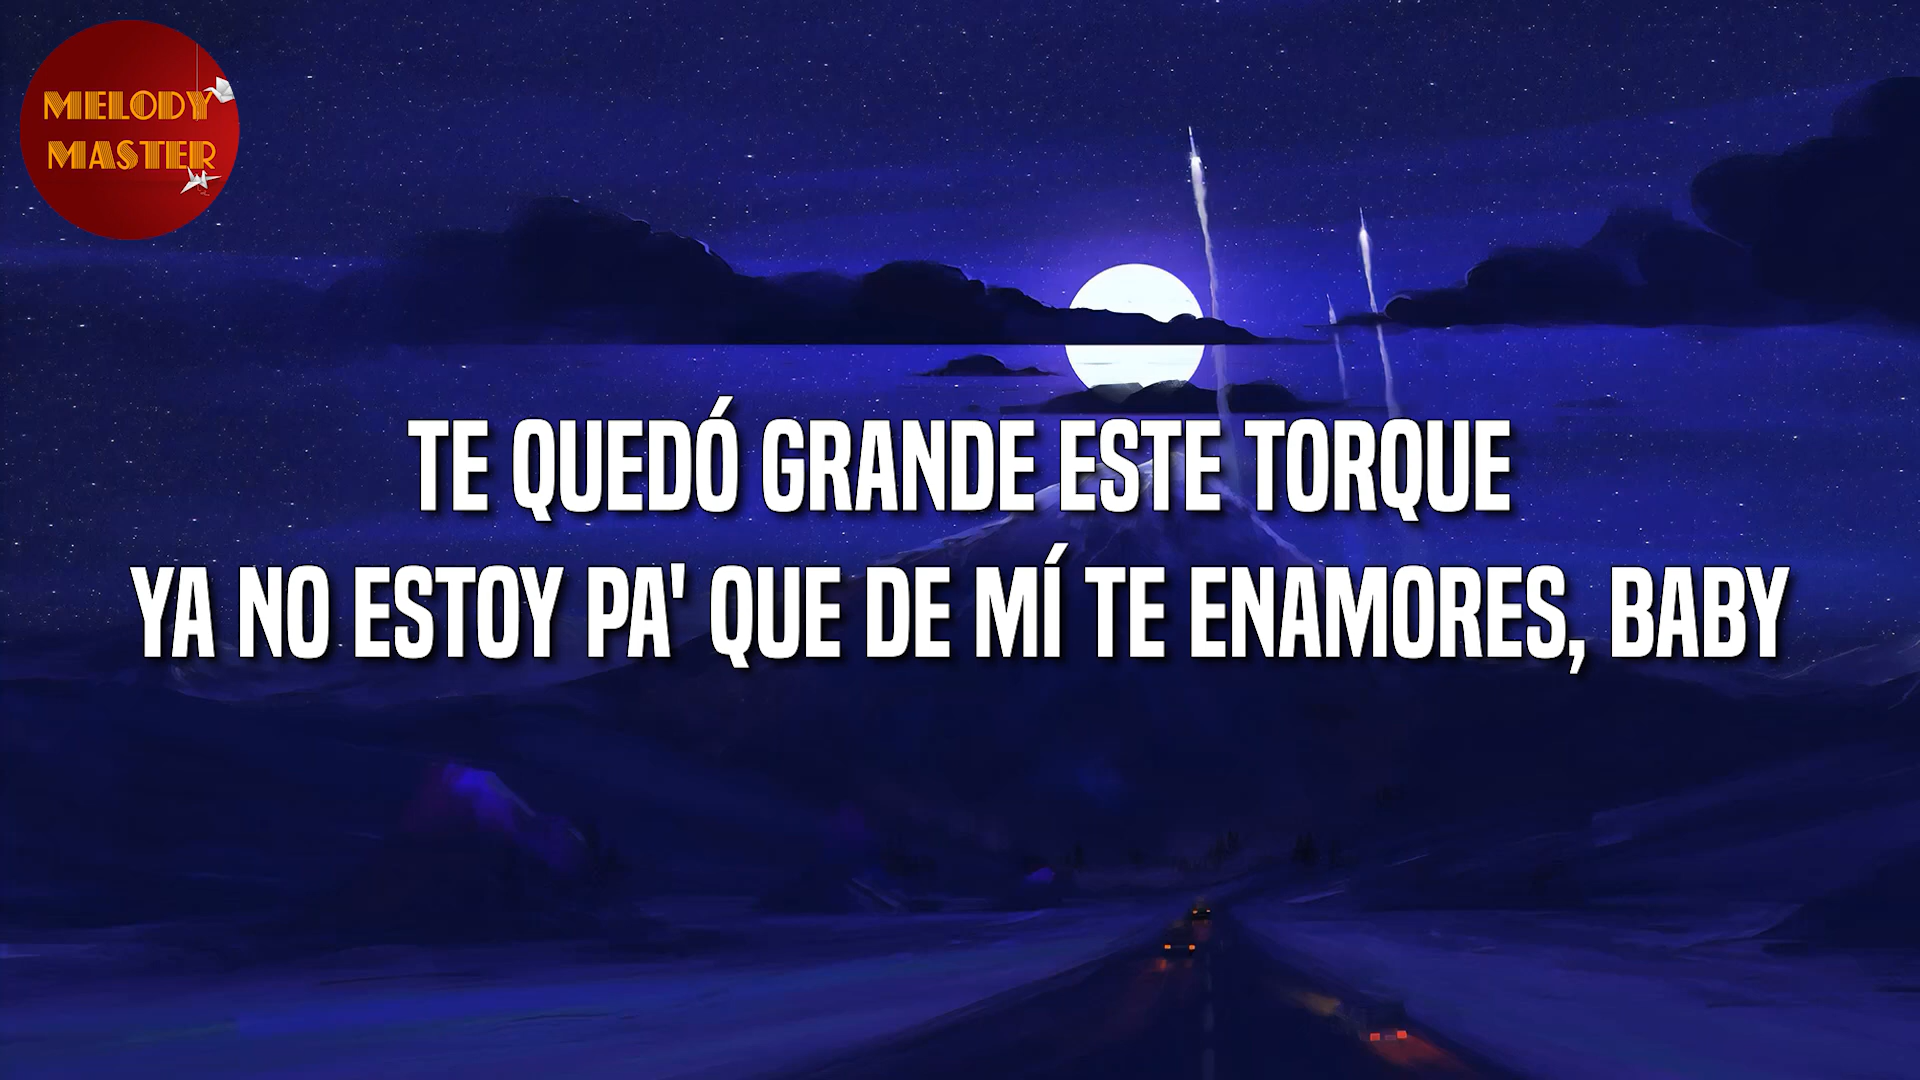 MELODY
MASTER
TE QUEDÓ GRANDE ESTE TORQUE
YA NO ESTOY PA' QUE DE MÍ TE ENAMORES, BABY